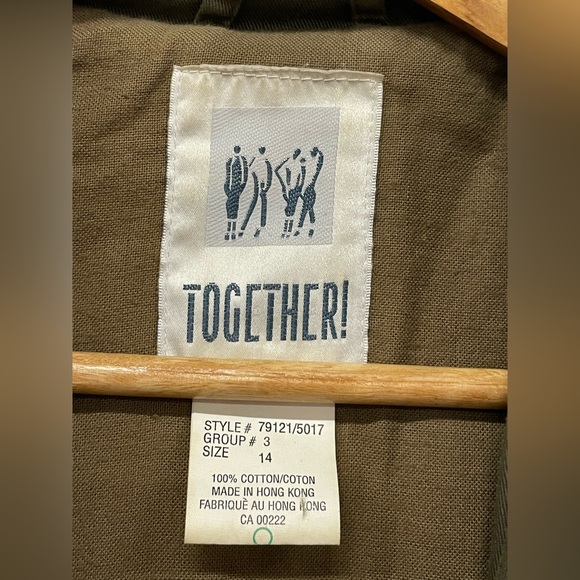 TOGETHER!
STYLE # 79121/5017
GROUP # 3
SIZE 14
100% COTTON/COTON
MADE IN HONG KONG
FABRIQUÈ AU HONG KONG
CA 00222